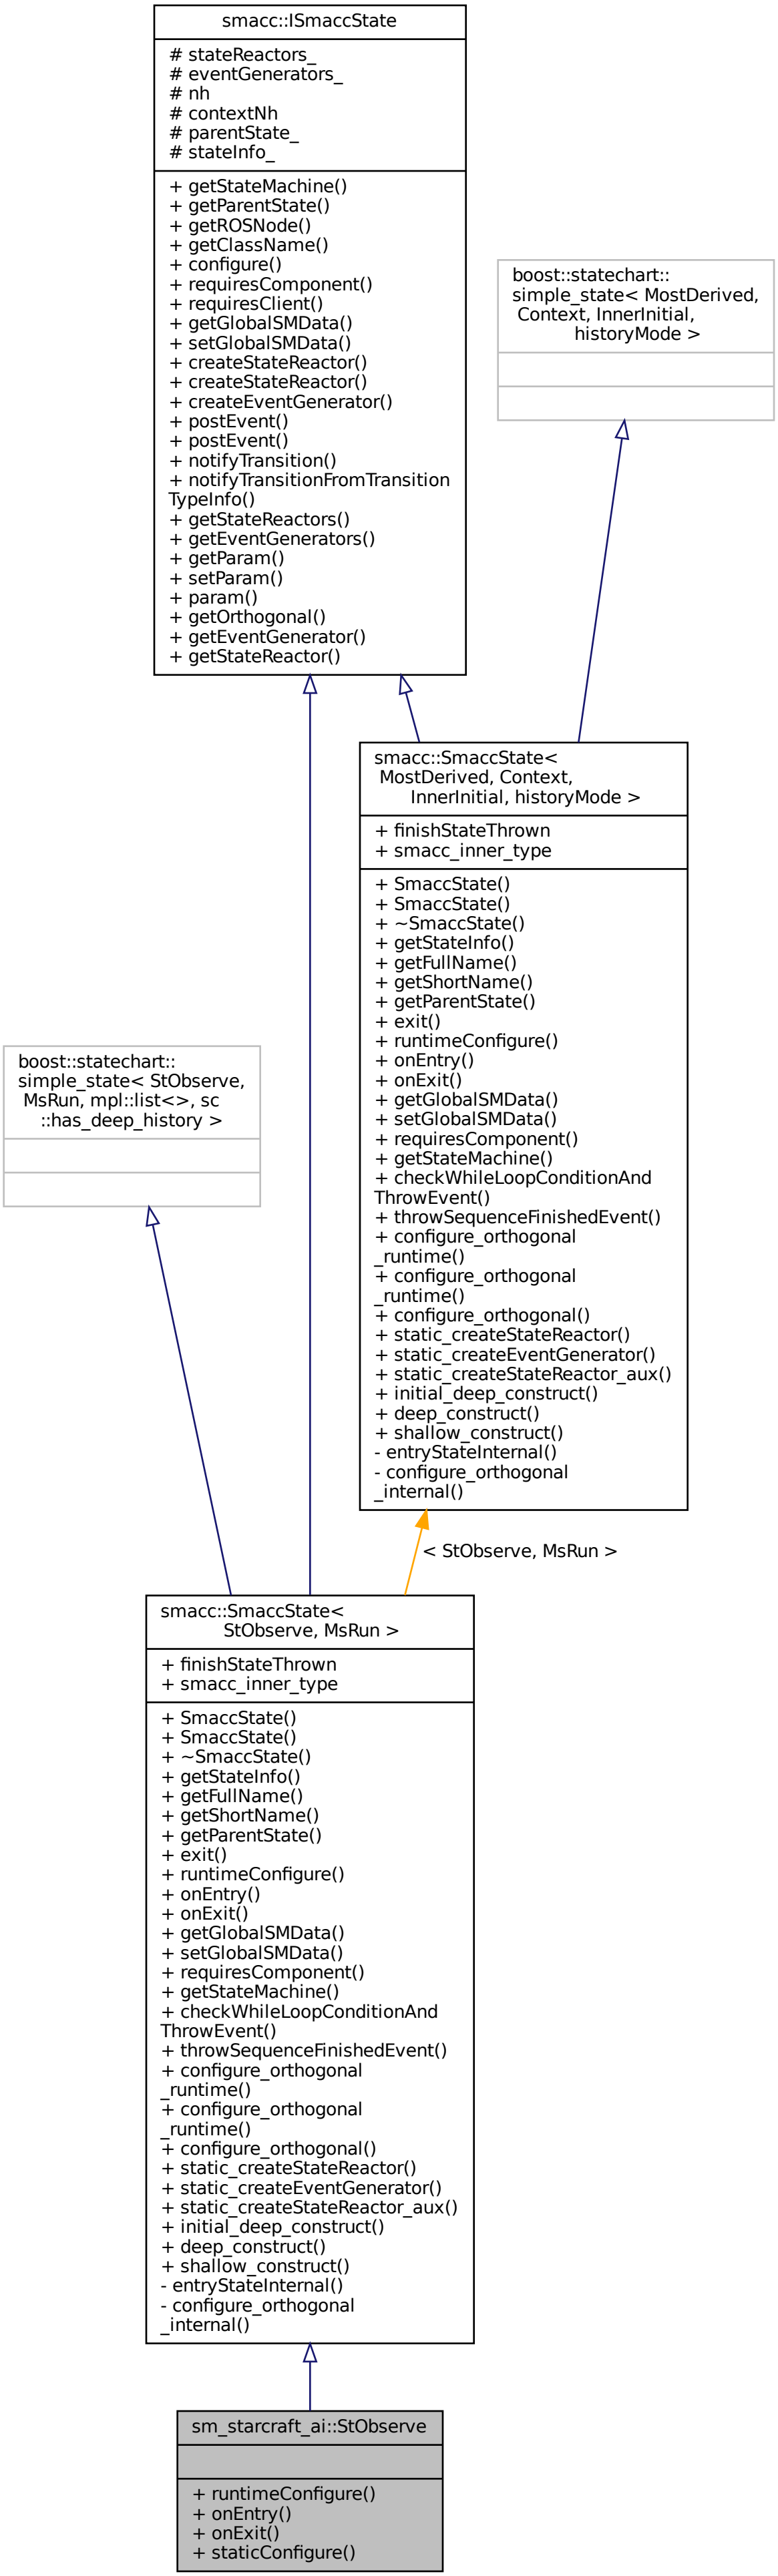 smacc::ISmaccState
# stateReactors_
# eventGenerators_
# nh
# contextNh
# parentState_
# stateInfo_
+ getStateMachine()
+ getParentState()
+ getROSNode()
+ getClassName()
+ configure()
+ requiresComponent()
+ requiresClient()
+ getGlobalSMData()
+ setGlobalSMData()
+ createStateReactor()
+ createStateReactor()
+ createEventGenerator()
+ postEvent()
+ postEvent()
+ notifyTransition()
+ notifyTransitionFromTransition
TypeInfo()
+ getStateReactors()
+ getEventGenerators()
+ getParam()
+ setParam()
+ param()
+ getOrthogonal()
+ getEventGenerator()
+ getStateReactor()
boost::statechart::
simple_state< MostDerived,
Context, InnerInitial,
historyMode >
smacc::SmaccState<
MostDerived, Context,
InnerInitial, historyMode >
+ finishStateThrown
+ smacc_inner_type
+ SmaccState()
+ SmaccState()
+ ~SmaccState()
+ getStateInfo()
+ getFullName()
+ getShortName()
+ getParentState()
+ exit()
+ runtimeConfigure()
+ onEntry()
+ onExit()
+ getGlobalSMData()
+ setGlobalSMData()
+ requiresComponent()
+ getStateMachine()
+ checkWhileLoopConditionAnd
ThrowEvent()
+ throwSequenceFinishedEvent()
+ configure_orthogonal
_runtime()
+ configure_orthogonal
_runtime()
+ configure_orthogonal()
+ static_createStateReactor()
+ static_createEventGenerator()
+ static_createStateReactor_aux()
+ initial_deep_construct()
+ deep_construct()
+ shallow_construct()
- entryStateInternal()
- configure_orthogonal
_internal()
boost::statechart::
simple_state< StObserve,
MsRun, mpl::list<>, sc
::has_deep_history >
< StObserve, MsRun >
smacc::SmaccState<
StObserve, MsRun >
+ finishStateThrown
+ smacc_inner_type
+ SmaccState()
+ SmaccState()
+ ~SmaccState()
+ getStateInfo()
+ getFullName()
+ getShortName()
+ getParentState()
+ exit()
+ runtimeConfigure()
+ onEntry()
+ onExit()
+ getGlobalSMData()
+ setGlobalSMData()
+ requiresComponent()
+ getStateMachine()
+ checkWhileLoopConditionAnd
ThrowEvent()
+ throwSequenceFinishedEvent()
+ configure_orthogonal
_runtime()
+ configure_orthogonal
_runtime()
+ configure_orthogonal()
+ static_createStateReactor()
+ static_createEventGenerator()
+ static_createStateReactor_aux()
+ initial_deep_construct()
+ deep_construct()
+ shallow_construct()
- entryStateInternal()
- configure_orthogonal
_internal()
sm_starcraft_ai::StObserve
+ runtimeConfigure()
+ onEntry()
+ onExit()
+ staticConfigure()